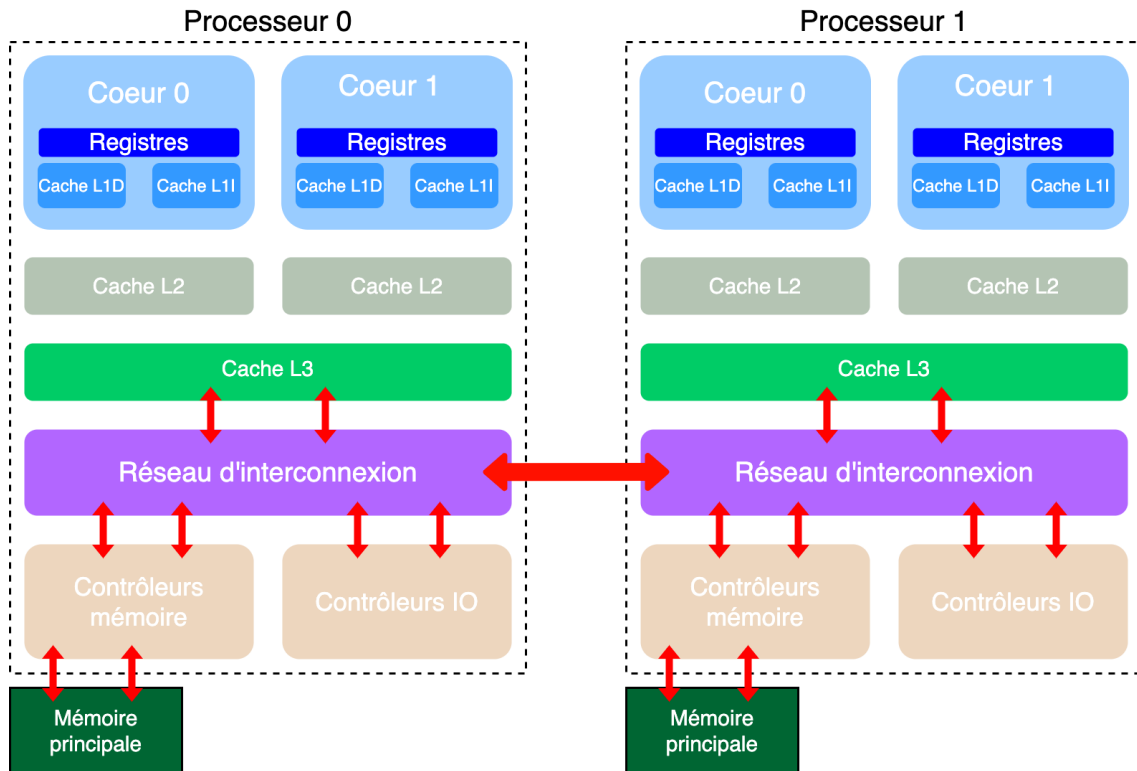 Processeur 0
Processeur 1
Coeur 0
Coeur 1
Registres
Registres
Cache L1D
Cache L1I
Cache L1D
Cache L1I
Cache L2
Cache L2
Cache L3
Réseau d'interconnexion
Contrôleurs
mémoire
Contrôleurs IO
Mémoire
principale
Coeur 0
Coeur 1
Registres
Registres
Cache L1D
Cache L1I
Cache L1D
Cache L1I
Cache L2
Cache L2
Cache L3
Réseau d'interconnexion
Contrôleurs
mémoire
Contrôleurs IO
Mémoire
principale